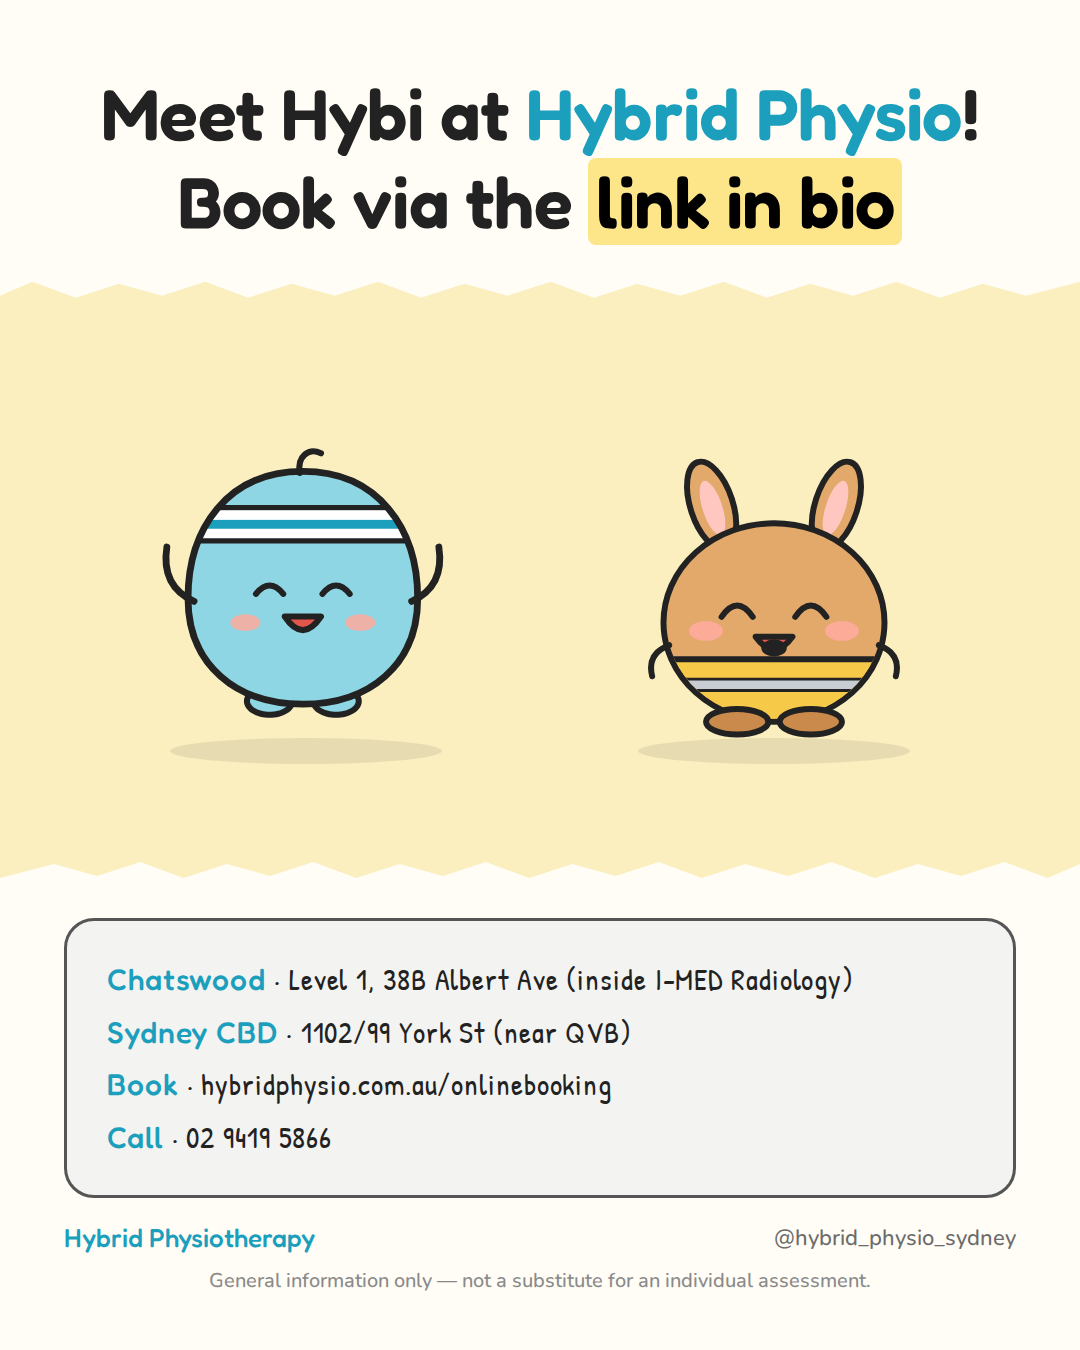 Meet Hybi at Hybrid Physio!
Book via the link in bio
Chatswood · Level 1, 38B Albert Ave (inside I-MED Radiology)
Sydney CBD · 1102/99 York St (near QVB)
Book · hybridphysio.com.au/onlinebooking
Call · 02 9419 5866
Hybrid Physiotherapy
@hybrid_physio_sydney
General information only — not a substitute for an individual assessment.